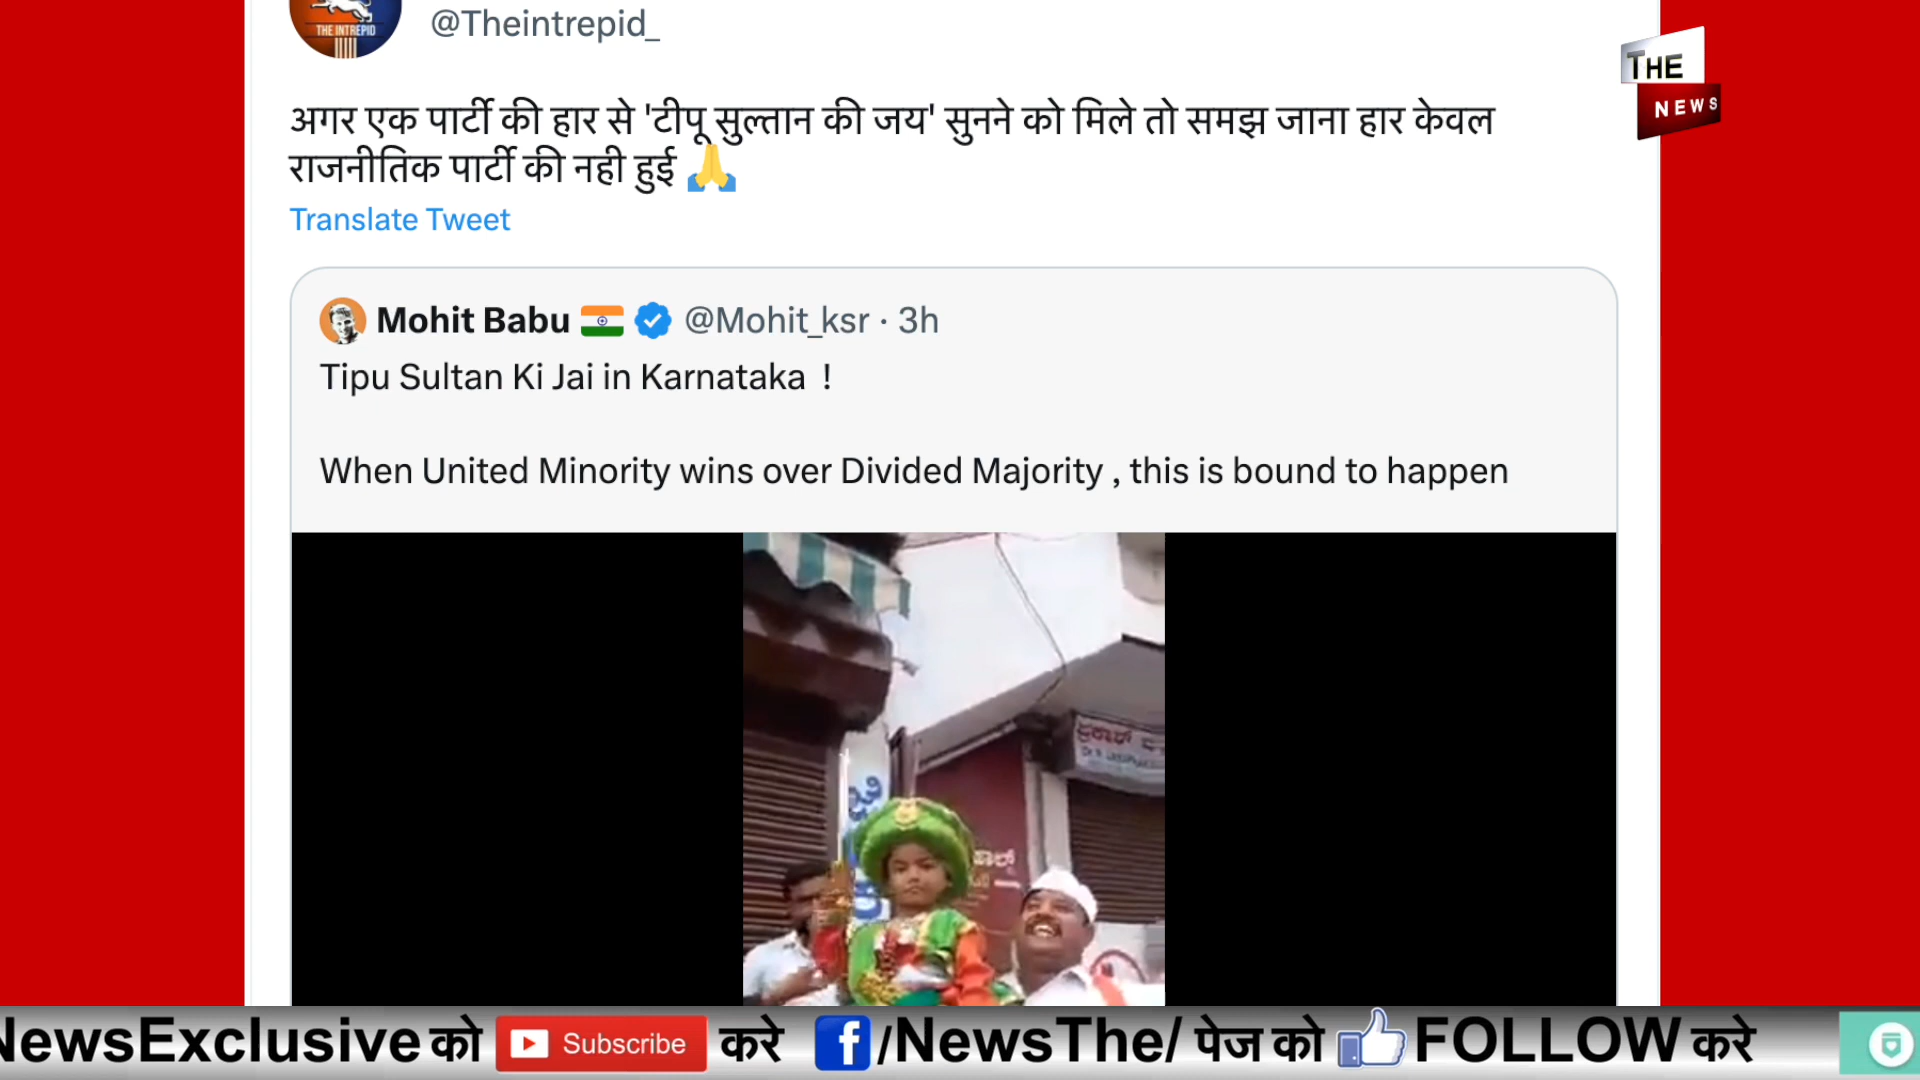 THE INTREPID
@Theintrepid_
THE
NEWS
अगर एक पार्टी की हार से 'टीपू सुल्तान की जय' सुनने को मिले तो समझ जाना हार केवल
राजनीतिक पार्टी की नही हुई 🙏
Translate Tweet
Mohit Babu 🇮🇳 @Mohit_ksr · 3h
Tipu Sultan Ki Jai in Karnataka !
When United Minority wins over Divided Majority , this is bound to happen
NewsExclusive को Subscribe करे f/NewsThe/ पेज को FOLLOW करे